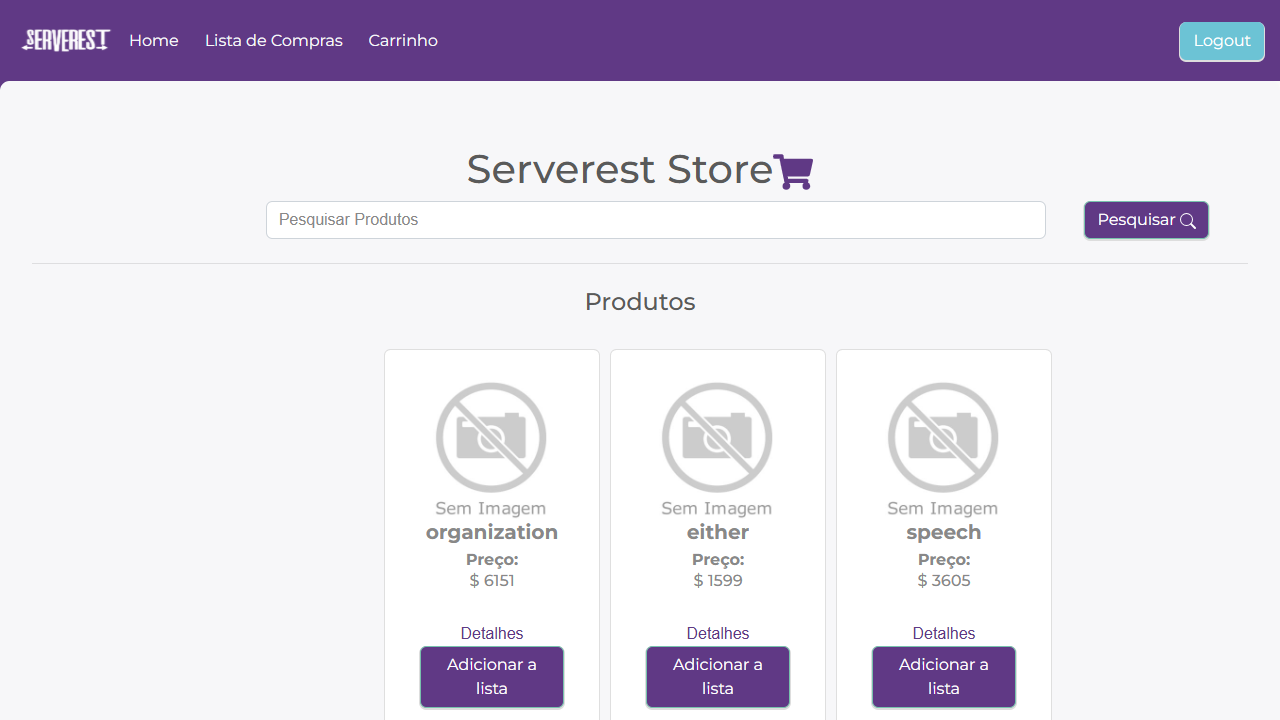 SERVEREST Home Lista de Compras Carrinho Logout
Serverest Store
Pesquisar Produtos Pesquisar
Produtos
Sem Imagem Sem Imagem Sem Imagem
organization either speech
Preço: Preço: Preço:
$ 6151 $ 1599 $ 3605
Detalhes Detalhes Detalhes
Adicionar a Adicionar a Adicionar a
lista lista lista